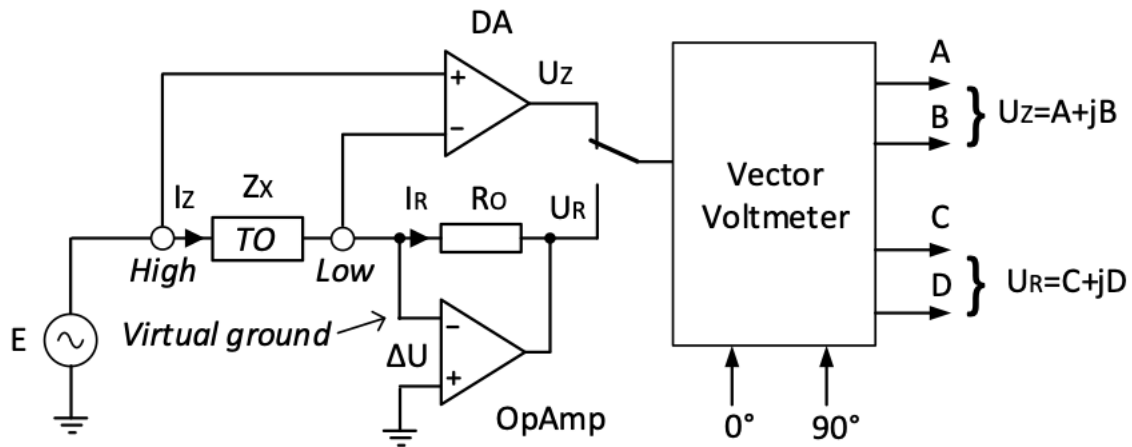 DA
UZ
A
B
} UZ=A+jB
IZ
ZX
TO
High
Low
IR
RO
UR
Vector
Voltmeter
C
D
} UR=C+jD
E
Virtual ground
ΔU
OpAmp
+
−
−
+
0°
90°